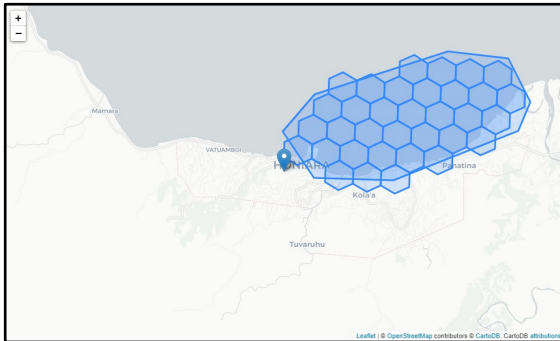 +
−
Mamara
VATUAMBOI
HONIARA
Panatina
Kola'a
Tuvaruhu
Leaflet | © OpenStreetMap contributors © CartoDB, CartoDB attributions